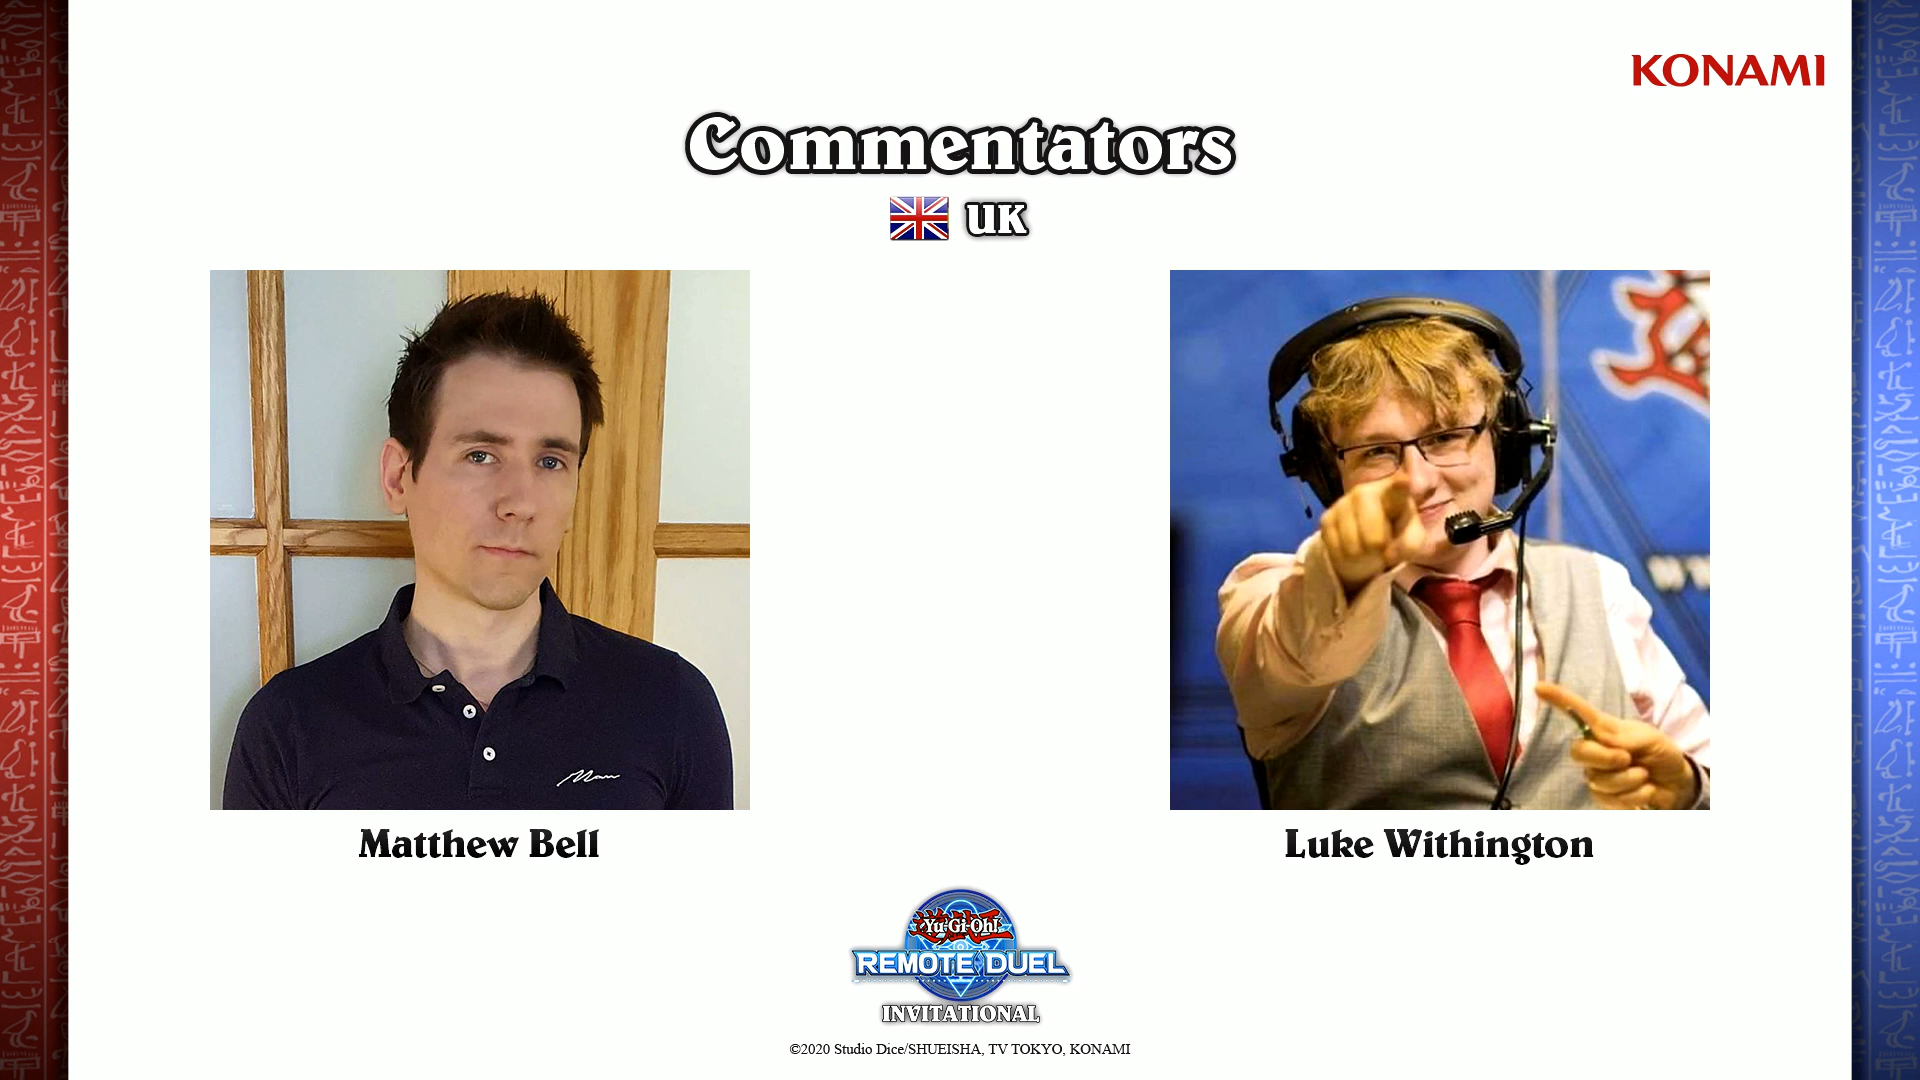 KONAMI
Commentators
UK
Matthew Bell
Luke Withington
Yu-Gi-Oh!
REMOTE DUEL
INVITATIONAL
©2020 Studio Dice/SHUEISHA, TV TOKYO, KONAMI